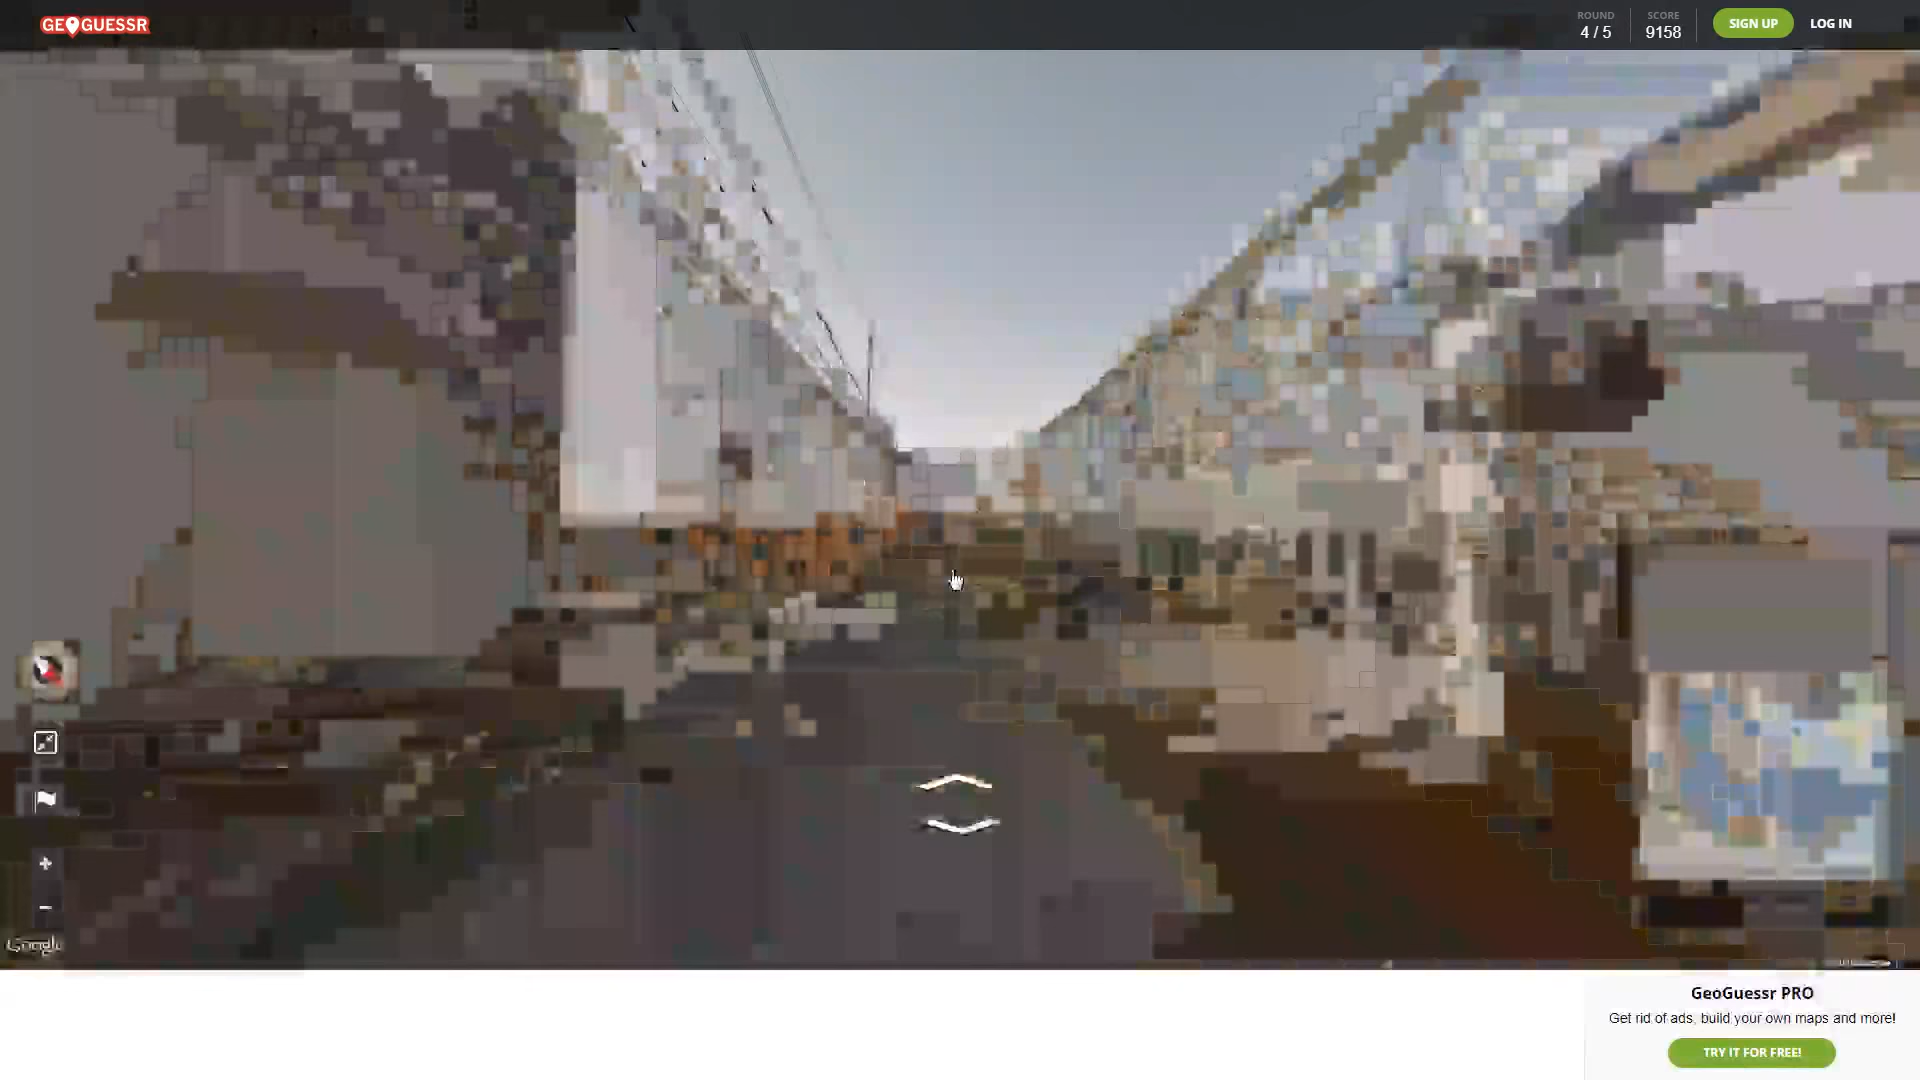 GEOGUESSR
ROUND
4 / 5
SCORE
9158
SIGN UP
LOG IN
Google
GeoGuessr PRO
Get rid of ads, build your own maps and more!
TRY IT FOR FREE!